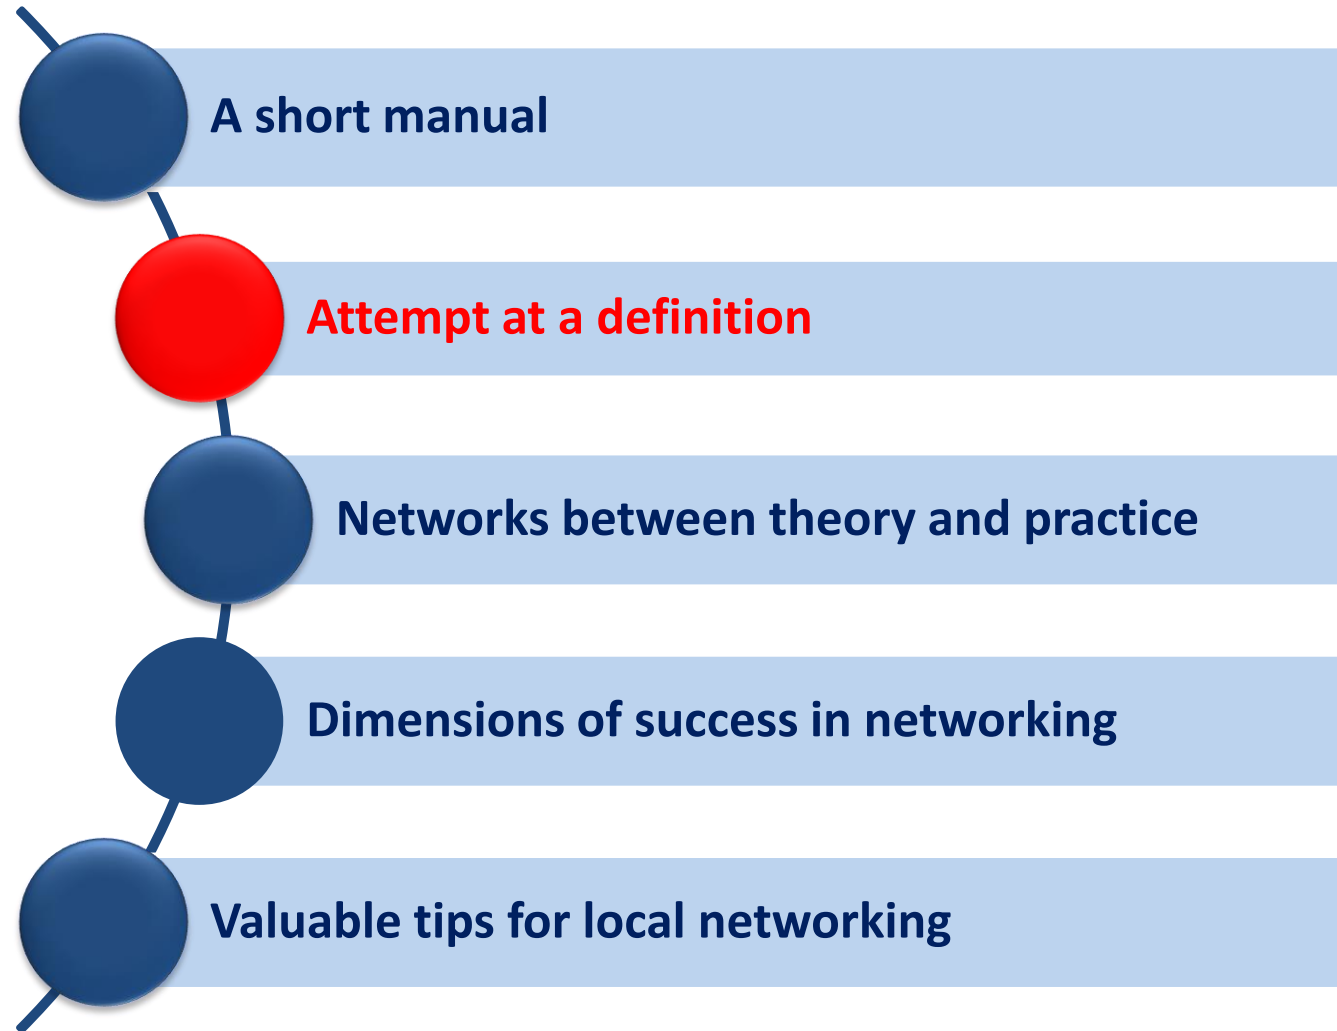 A short manual
Attempt at a definition
Networks between theory and practice
Dimensions of success in networking
Valuable tips for local networking